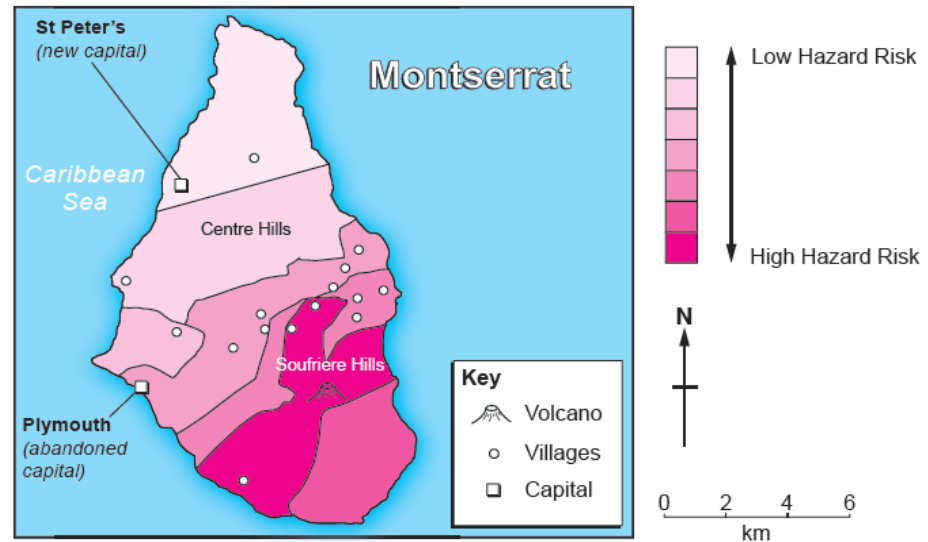 St Peter's
(new capital)
Montserrat
Caribbean
Sea
Centre Hills
Soufriere Hills
Plymouth
(abandoned
capital)
Key
Volcano
Villages
Capital
Low Hazard Risk
High Hazard Risk
N
0 2 4 6
km